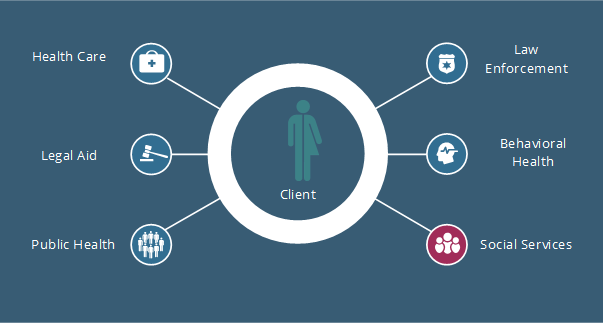 Health Care
Law
Enforcement
Legal Aid
Behavioral
Health
Client
Public Health
Social Services